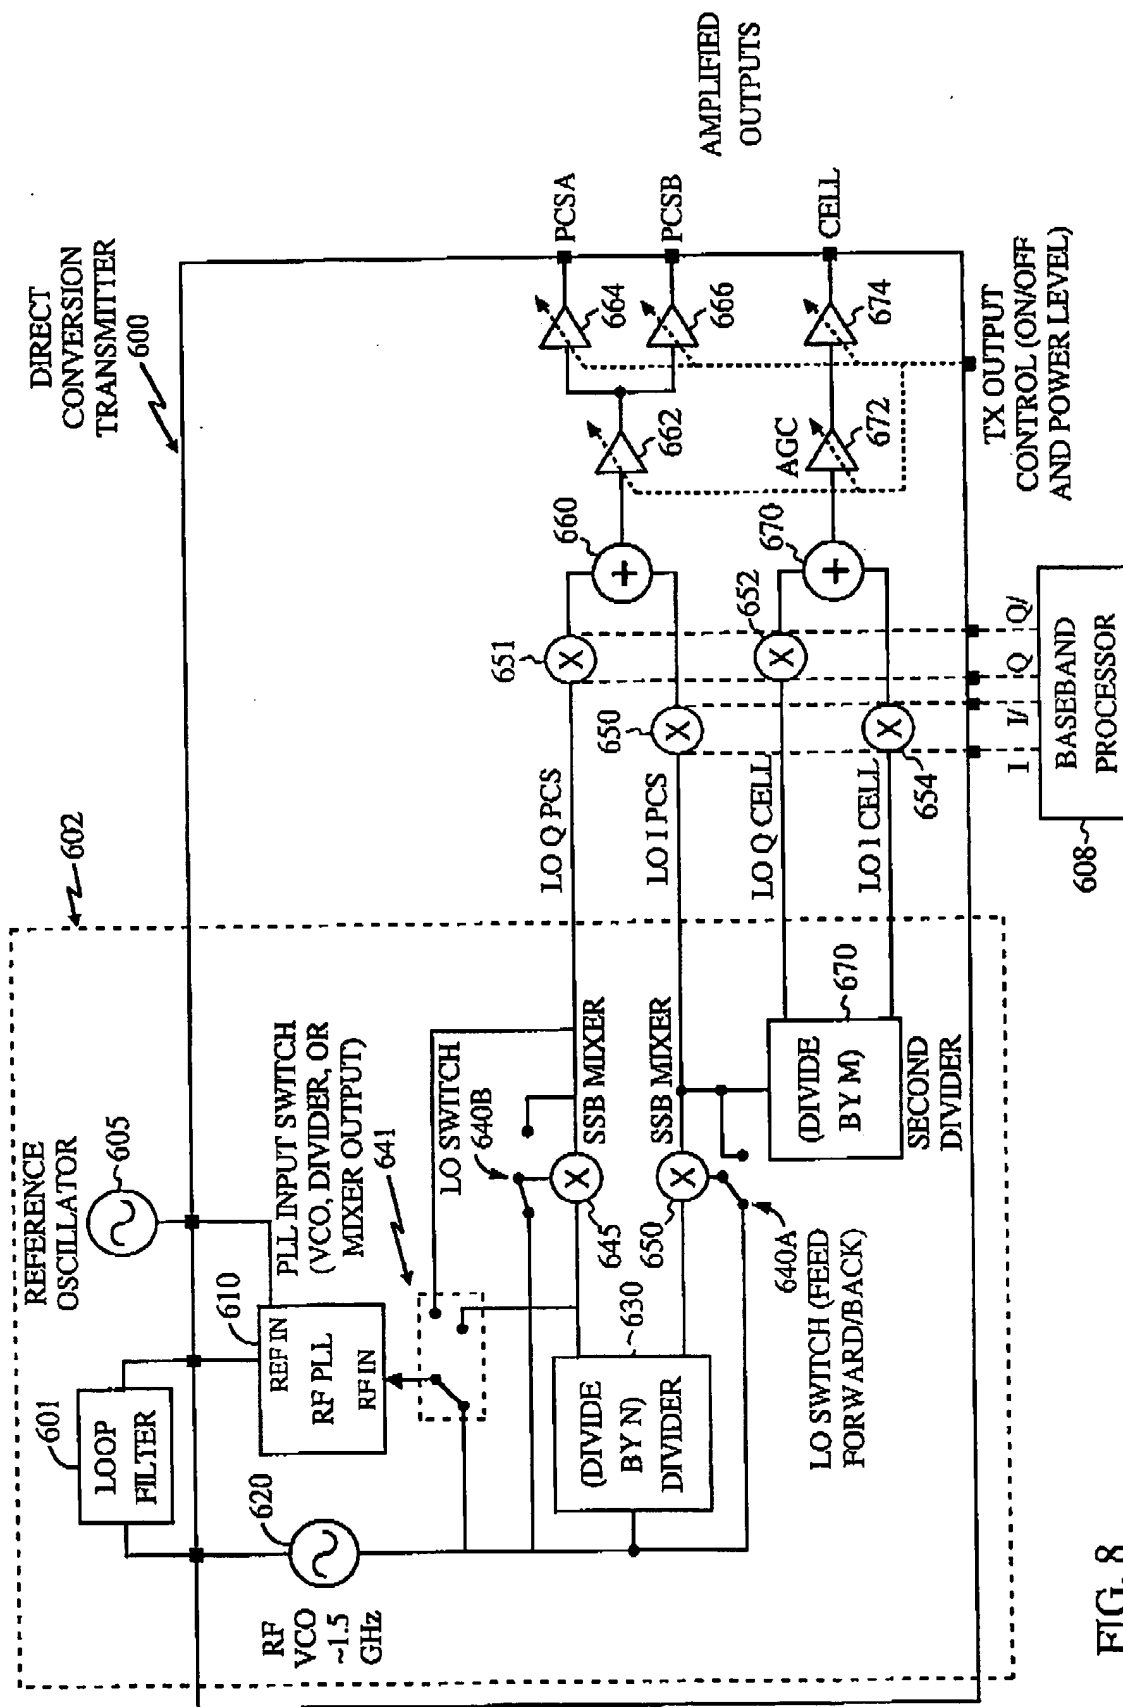 DIRECT
CONVERSION
TRANSMITTER
600
602
REFERENCE
OSCILLATOR
605
601
LOOP
FILTER
610
REF IN
RF PLL
RF IN
620
RF
VCO
~1.5
GHz
PLL INPUT SWITCH
(VCO, DIVIDER, OR
MIXER OUTPUT)
641
LO SWITCH
640B
SSB MIXER
X
645
SSB MIXER
X
650
630
(DIVIDE
BY N)
DIVIDER
640A
LO SWITCH (FEED
FORWARD/BACK)
670
(DIVIDE
BY M)
SECOND
DIVIDER
LO Q PCS
LO I PCS
LO Q CELL
LO I CELL
651
X
650
X
652
X
654
X
660
+
670
+
662
AGC
672
664
666
674
PCSA
PCSB
CELL
AMPLIFIED
OUTPUTS
TX OUTPUT
CONTROL (ON/OFF
AND POWER LEVEL)
I
I/
Q
Q/
BASEBAND
PROCESSOR
608
FIG. 8